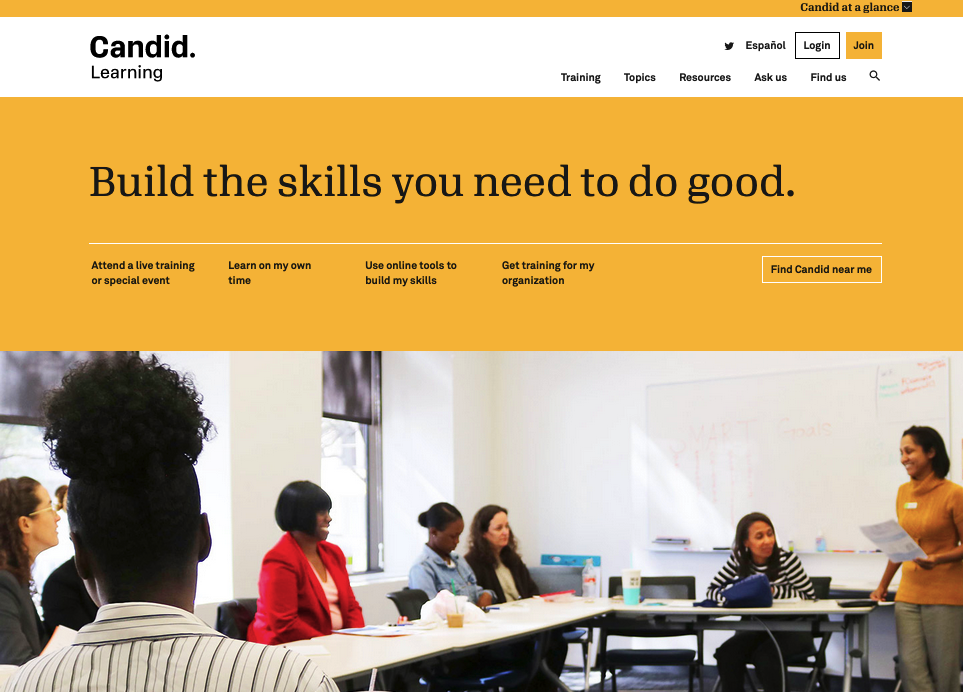 Candid at a glance
Candid.
Learning
Español
Login
Join
Training
Topics
Resources
Ask us
Find us
Build the skills you need to do good.
Attend a live training
or special event
Learn on my own
time
Use online tools to
build my skills
Get training for my
organization
Find Candid near me
SMART Goals